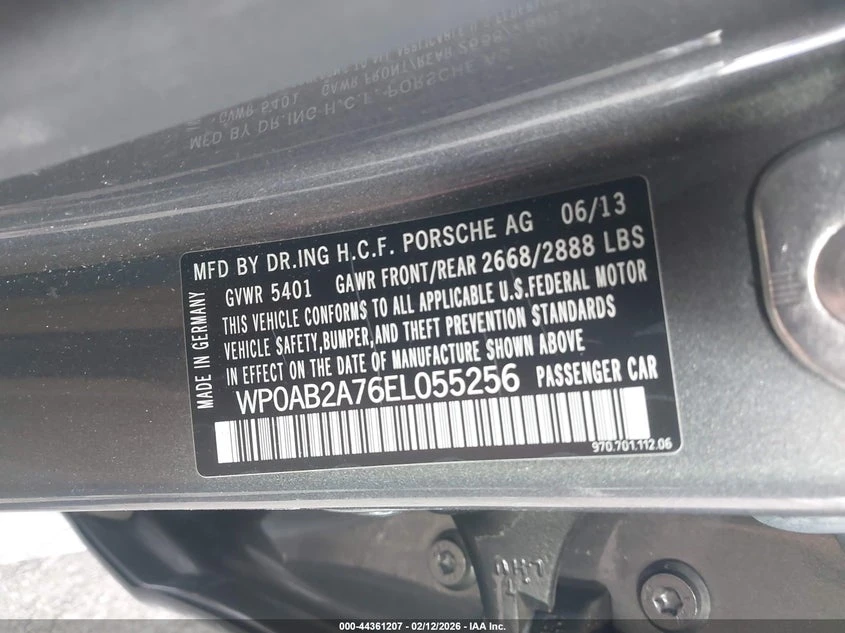 MFD BY DR.ING H.C.F. PORSCHE AG 06/13
GVWR 5401 GAWR FRONT/REAR 2668/2888 LBS
THIS VEHICLE CONFORMS TO ALL APPLICABLE U.S.FEDERAL MOTOR
VEHICLE SAFETY,BUMPER,AND THEFT PREVENTION STANDARDS
IN EFFECT ON THE DATE OF MANUFACTURE SHOWN ABOVE
WP0AB2A76EL055256 PASSENGER CAR
MADE IN GERMANY
970.701.112.06
000-44361207 - 02/12/2026 - IAA Inc.